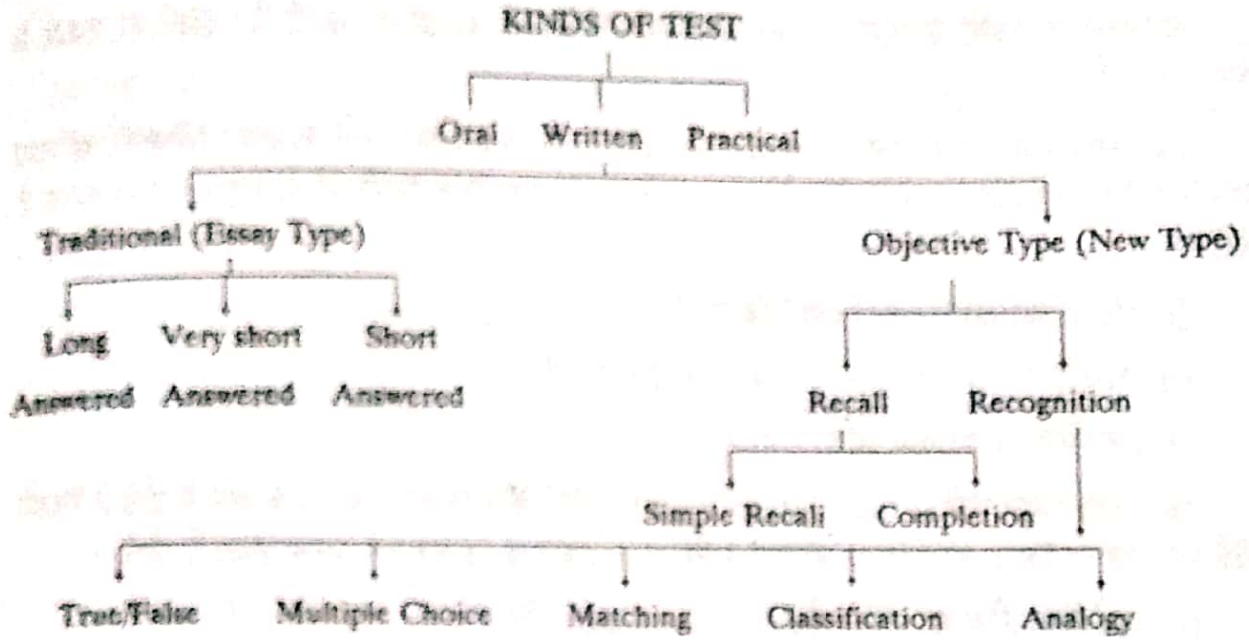 KINDS OF TEST
Oral Written Practical
Traditional (Essay Type) Objective Type (New Type)
Long Very short Short
Answered Answered Answered
Recall Recognition
Simple Recall Completion
True/False Multiple Choice Matching Classification Analogy